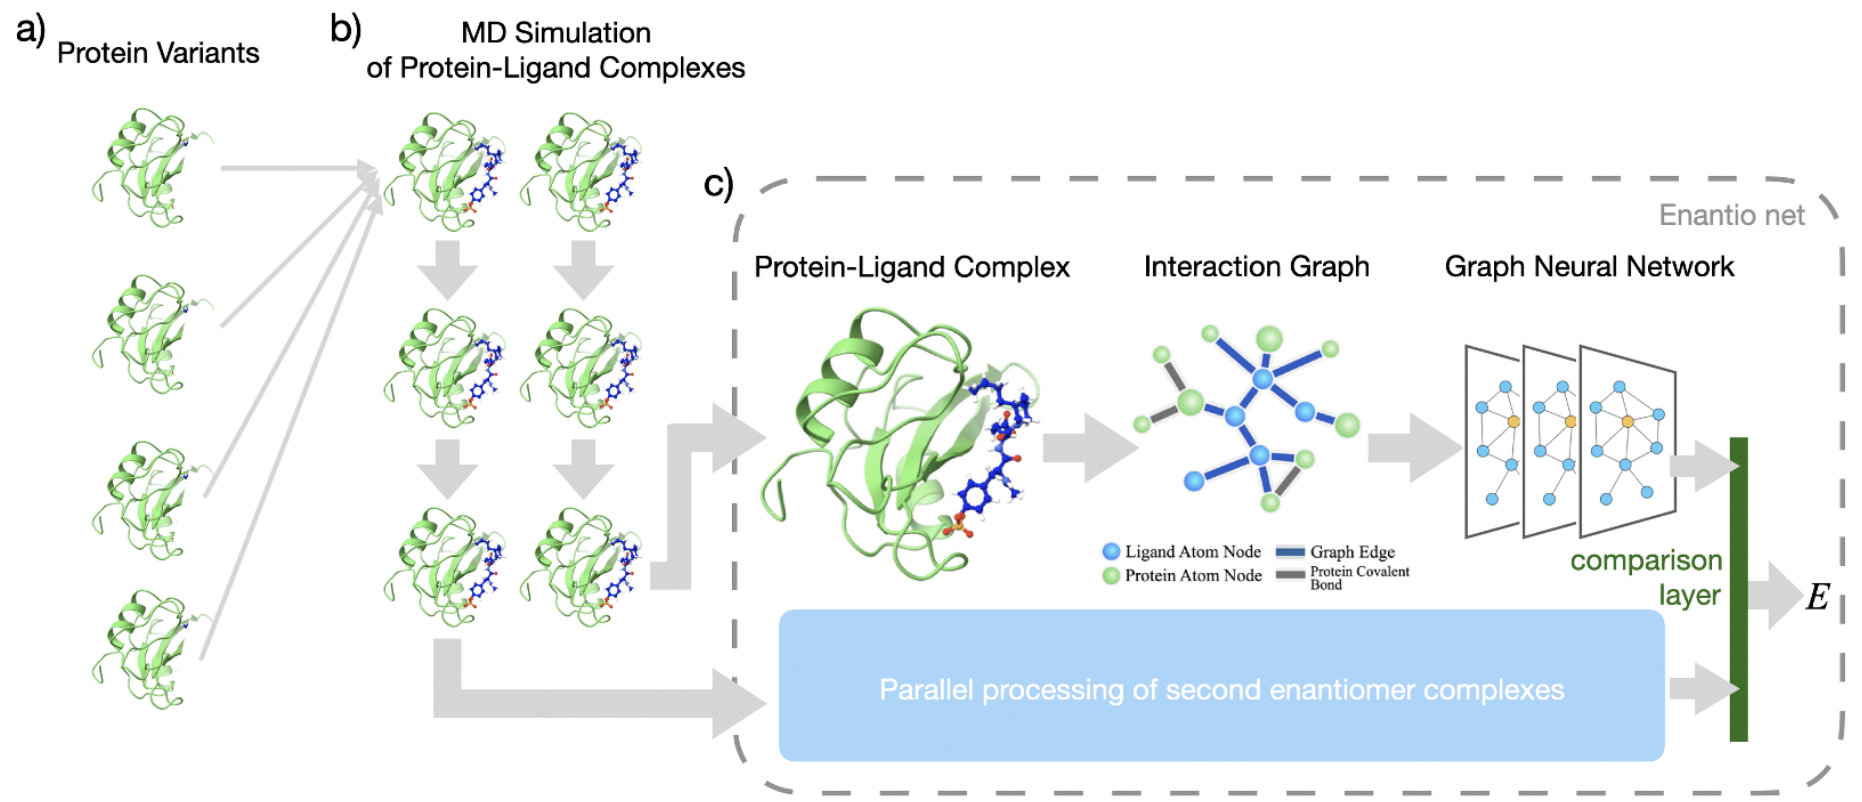 a)
Protein Variants
b)
MD Simulation
of Protein-Ligand Complexes
c)
Enantio net
Protein-Ligand Complex
Interaction Graph
Graph Neural Network
Ligand Atom Node
Graph Edge
Protein Atom Node
Protein Covalent
Bond
comparison
layer
E
Parallel processing of second enantiomer complexes